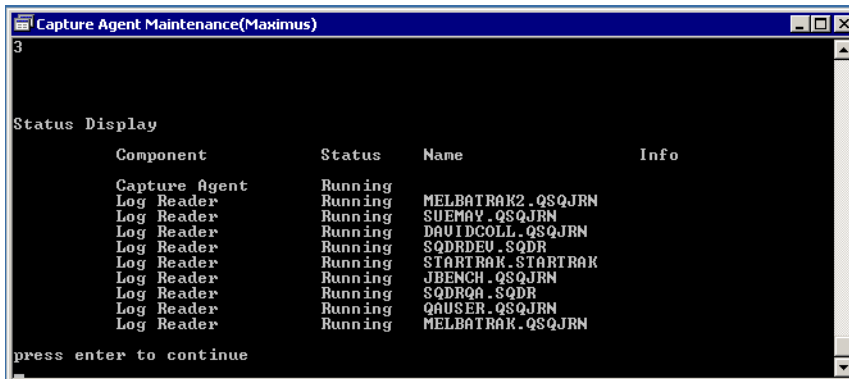 Capture Agent Maintenance(Maximus)
3
Status Display
Component Status Name Info
Capture Agent Running
Log Reader Running MELBATRAK2.QSQJRN
Log Reader Running SUEMAY.QSQJRN
Log Reader Running DAVIDCOLL.QSQJRN
Log Reader Running SQDRDEV.SQDR
Log Reader Running STARTRAK.STARTRAK
Log Reader Running JBENCH.QSQJRN
Log Reader Running SQDRQA.SQDR
Log Reader Running QAUSER.QSQJRN
Log Reader Running MELBATRAK.QSQJRN
press enter to continue